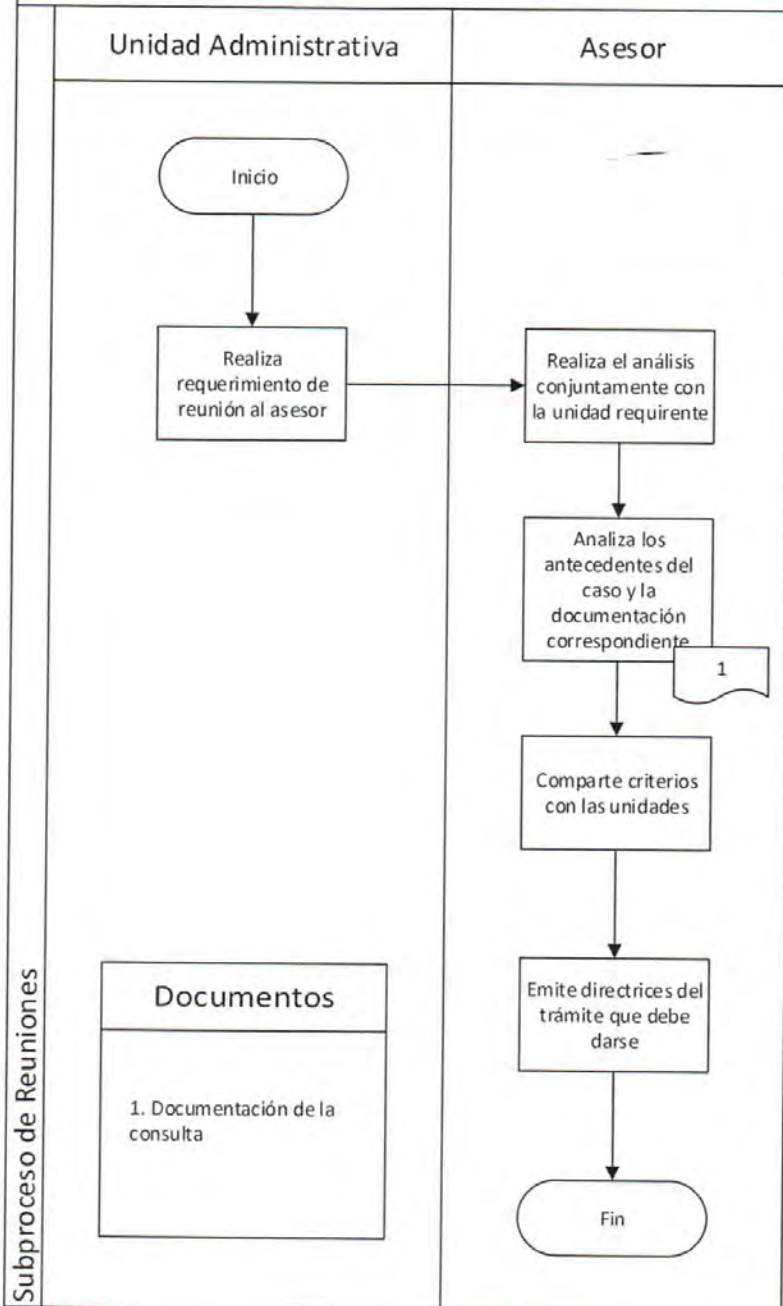 Unidad Administrativa
Asesor
Inicio
Realiza
requerimiento de
reunión al asesor
Realiza el análisis
conjuntamente con
la unidad requirente
Analiza los
antecedentes del
caso y la
documentación
correspondiente
1
Comparte criterios
con las unidades
Emite directrices del
trámite que debe
darse
Fin
Documentos
1. Documentación de la
consulta
Subproceso de Reuniones